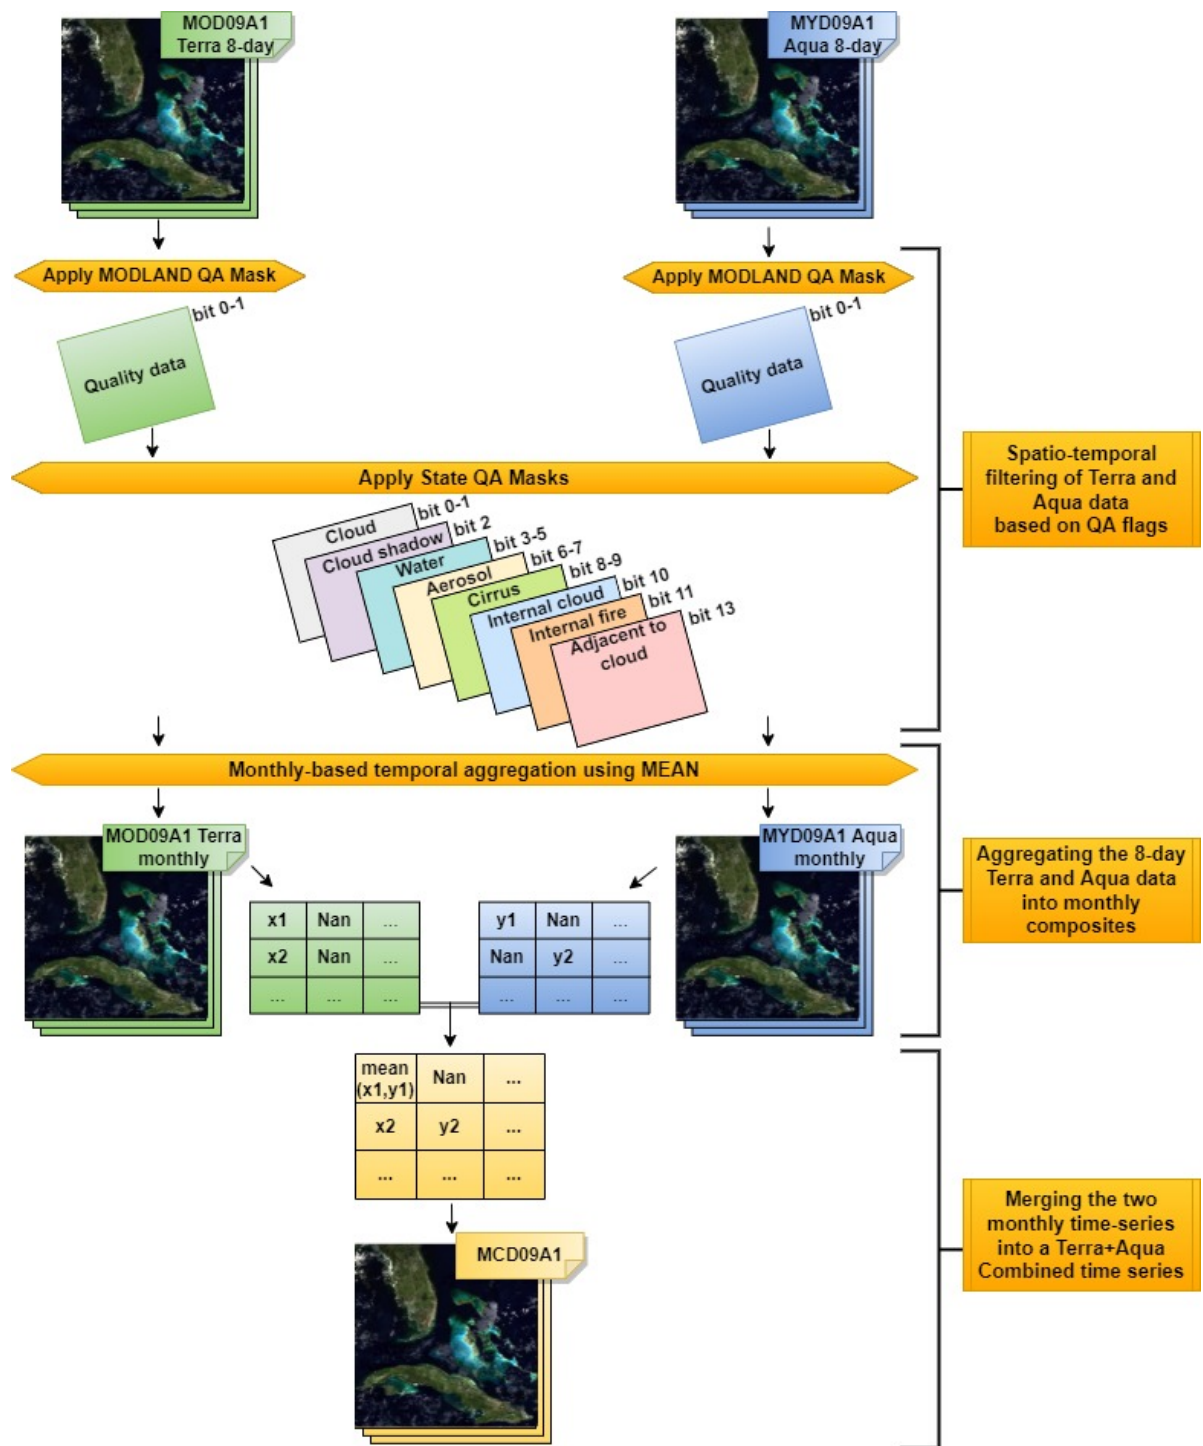 MOD09A1
Terra 8-day
MYD09A1
Aqua 8-day
Apply MODLAND QA Mask
Apply MODLAND QA Mask
bit 0-1
Quality data
bit 0-1
Quality data
Spatio-temporal
filtering of Terra and
Aqua data
based on QA flags
Apply State QA Masks
Cloud
bit 0-1
Cloud shadow
bit 2
Water
bit 3-5
Aerosol
bit 6-7
Cirrus
bit 8-9
Internal cloud
bit 10
Internal fire
bit 11
Adjacent to
cloud
bit 13
Monthly-based temporal aggregation using MEAN
MOD09A1 Terra
monthly
MYD09A1 Aqua
monthly
Aggregating the 8-day
Terra and Aqua data
into monthly
composites
x1 Nan ...
x2 Nan ...
... ... ...
y1 Nan ...
Nan y2 ...
... ... ...
mean
(x1,y1) Nan ...
x2 y2 ...
... ... ...
Merging the two
monthly time-series
into a Terra+Aqua
Combined time series
MCD09A1